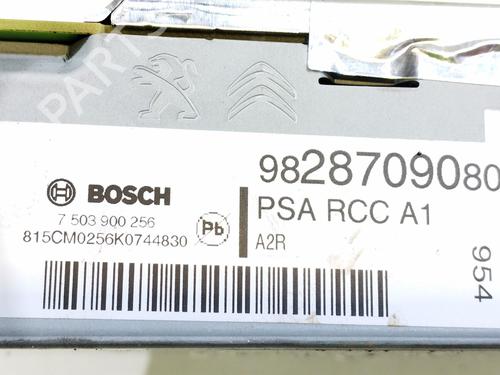 9828709080
BOSCH
PSA RCC A1
7 503 900 256
Pb
815CM0256K0744830
A2R
954